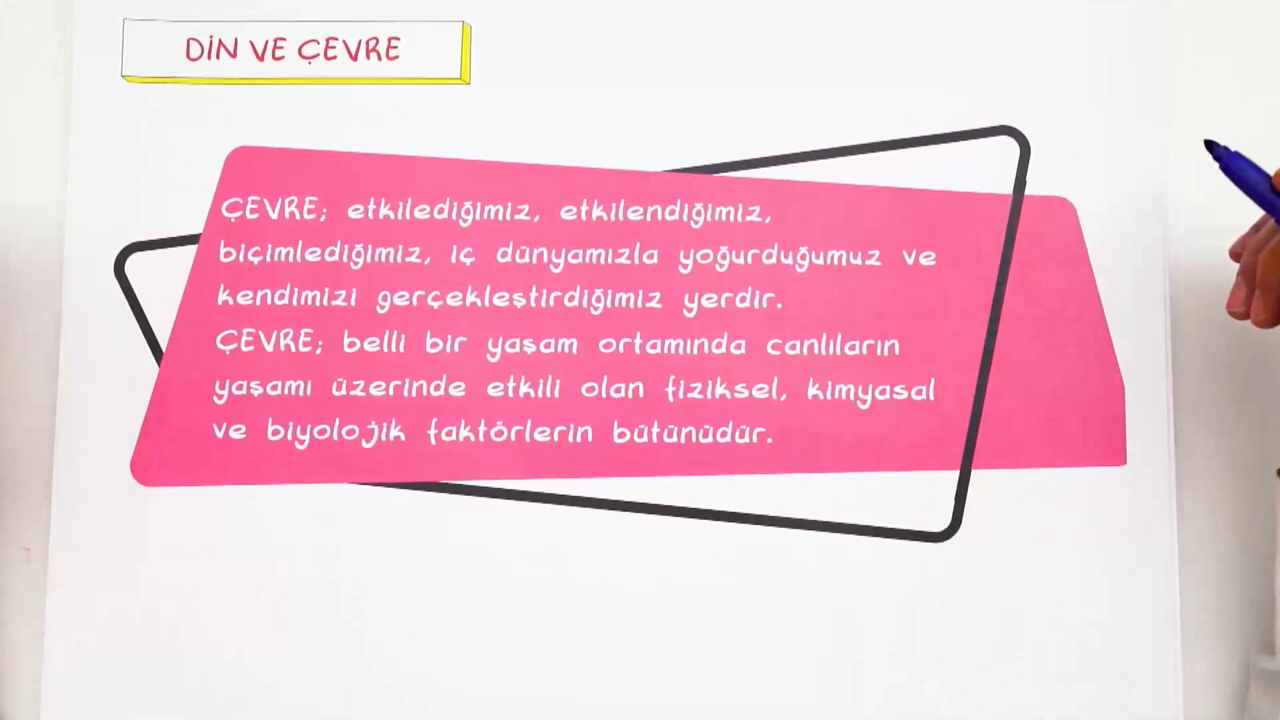 DİN VE ÇEVRE
ÇEVRE; etkilediğimiz, etkilendiğimiz,
biçimlediğimiz, iç dünyamızla yoğurduğumuz ve
kendimizi gerçekleştirdiğimiz yerdir.
ÇEVRE; belli bir yaşam ortamında canlıların
yaşamı üzerinde etkili olan fiziksel, kimyasal
ve biyolojik faktörlerin bütünüdür.